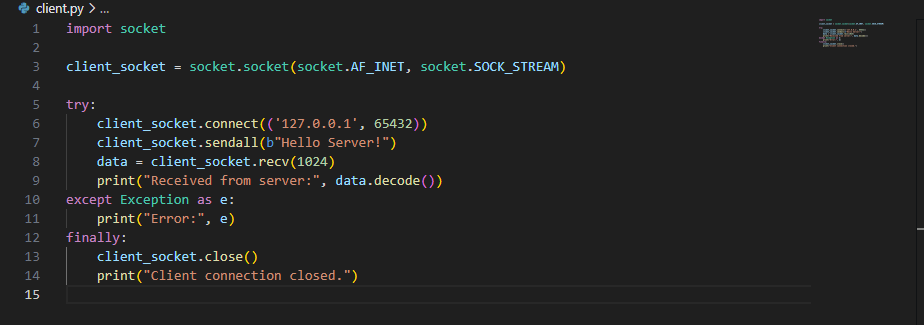 client.py > ...
1 import socket
2
3 client_socket = socket.socket(socket.AF_INET, socket.SOCK_STREAM)
4
5 try:
6     client_socket.connect(('127.0.0.1', 65432))
7     client_socket.sendall(b"Hello Server!")
8     data = client_socket.recv(1024)
9     print("Received from server:", data.decode())
10 except Exception as e:
11     print("Error:", e)
12 finally:
13     client_socket.close()
14     print("Client connection closed.")
15